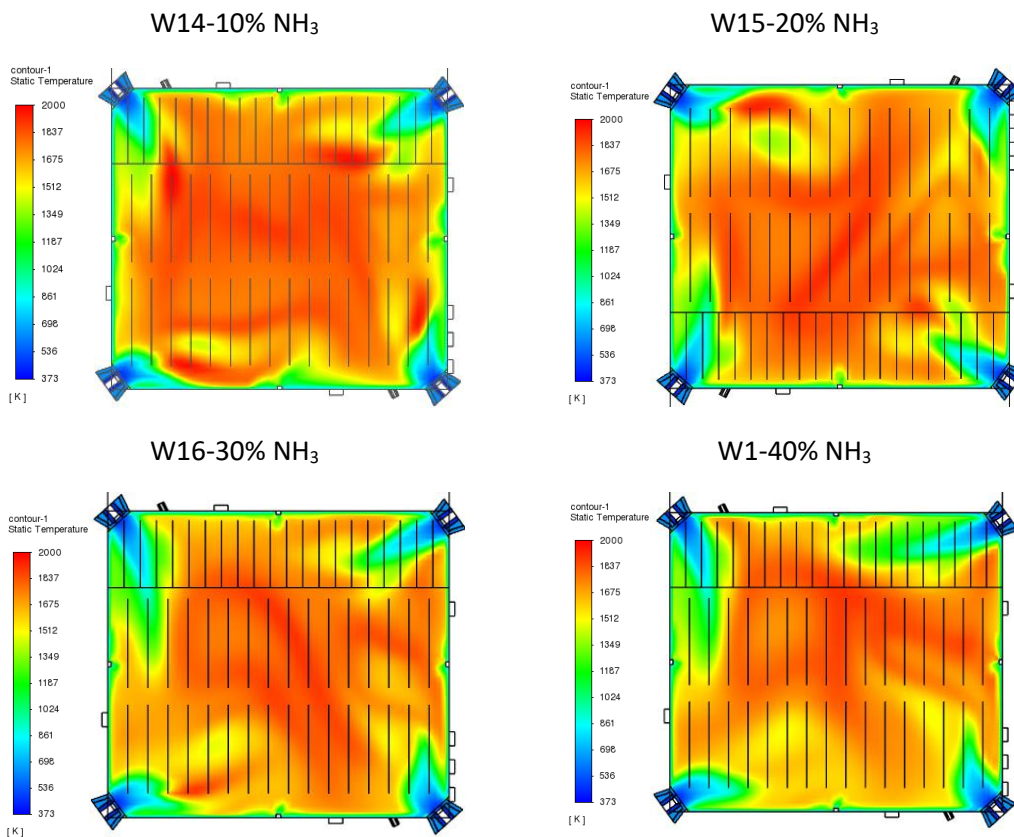 W14-10% NH₃
contour-1
Static Temperature
2000
1837
1675
1512
1349
1187
1024
861
698
536
373
[ K ]
W15-20% NH₃
contour-1
Static Temperature
2000
1837
1675
1512
1349
1187
1024
861
698
536
373
[ K ]
W16-30% NH₃
contour-1
Static Temperature
2000
1837
1675
1512
1349
1187
1024
861
698
536
373
[ K ]
W1-40% NH₃
contour-1
Static Temperature
2000
1837
1675
1512
1349
1187
1024
861
698
536
373
[ K ]